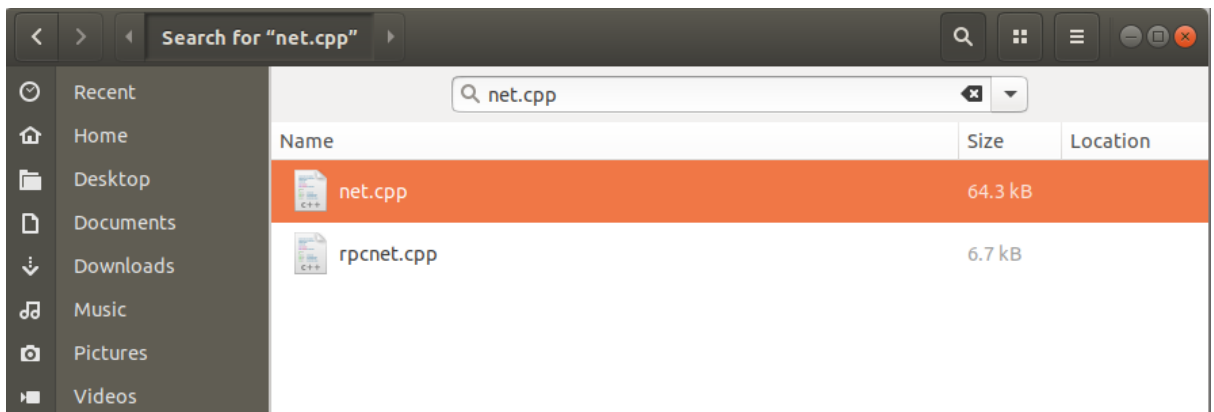 Search for “net.cpp”
Recent
Home
Desktop
Documents
Downloads
Music
Pictures
Videos
net.cpp
Name Size Location
C++ net.cpp 64.3 kB
C++ rpcnet.cpp 6.7 kB